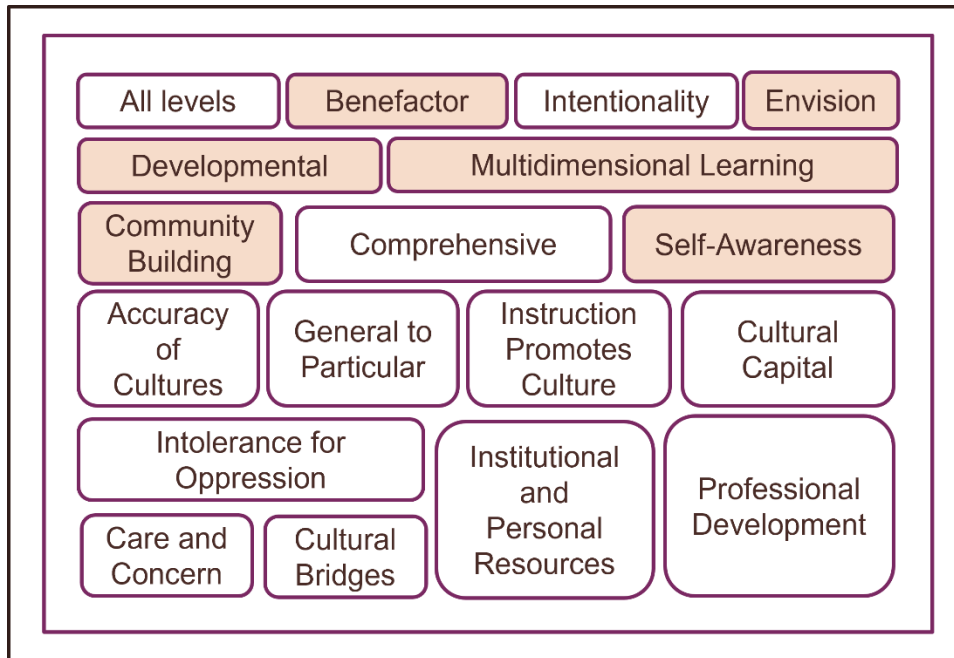 All levels
Benefactor
Intentionality
Envision
Developmental
Multidimensional Learning
Community
Building
Comprehensive
Self-Awareness
Accuracy
of
Cultures
General to
Particular
Instruction
Promotes
Culture
Cultural
Capital
Intolerance for
Oppression
Institutional
and
Personal
Resources
Professional
Development
Care and
Concern
Cultural
Bridges